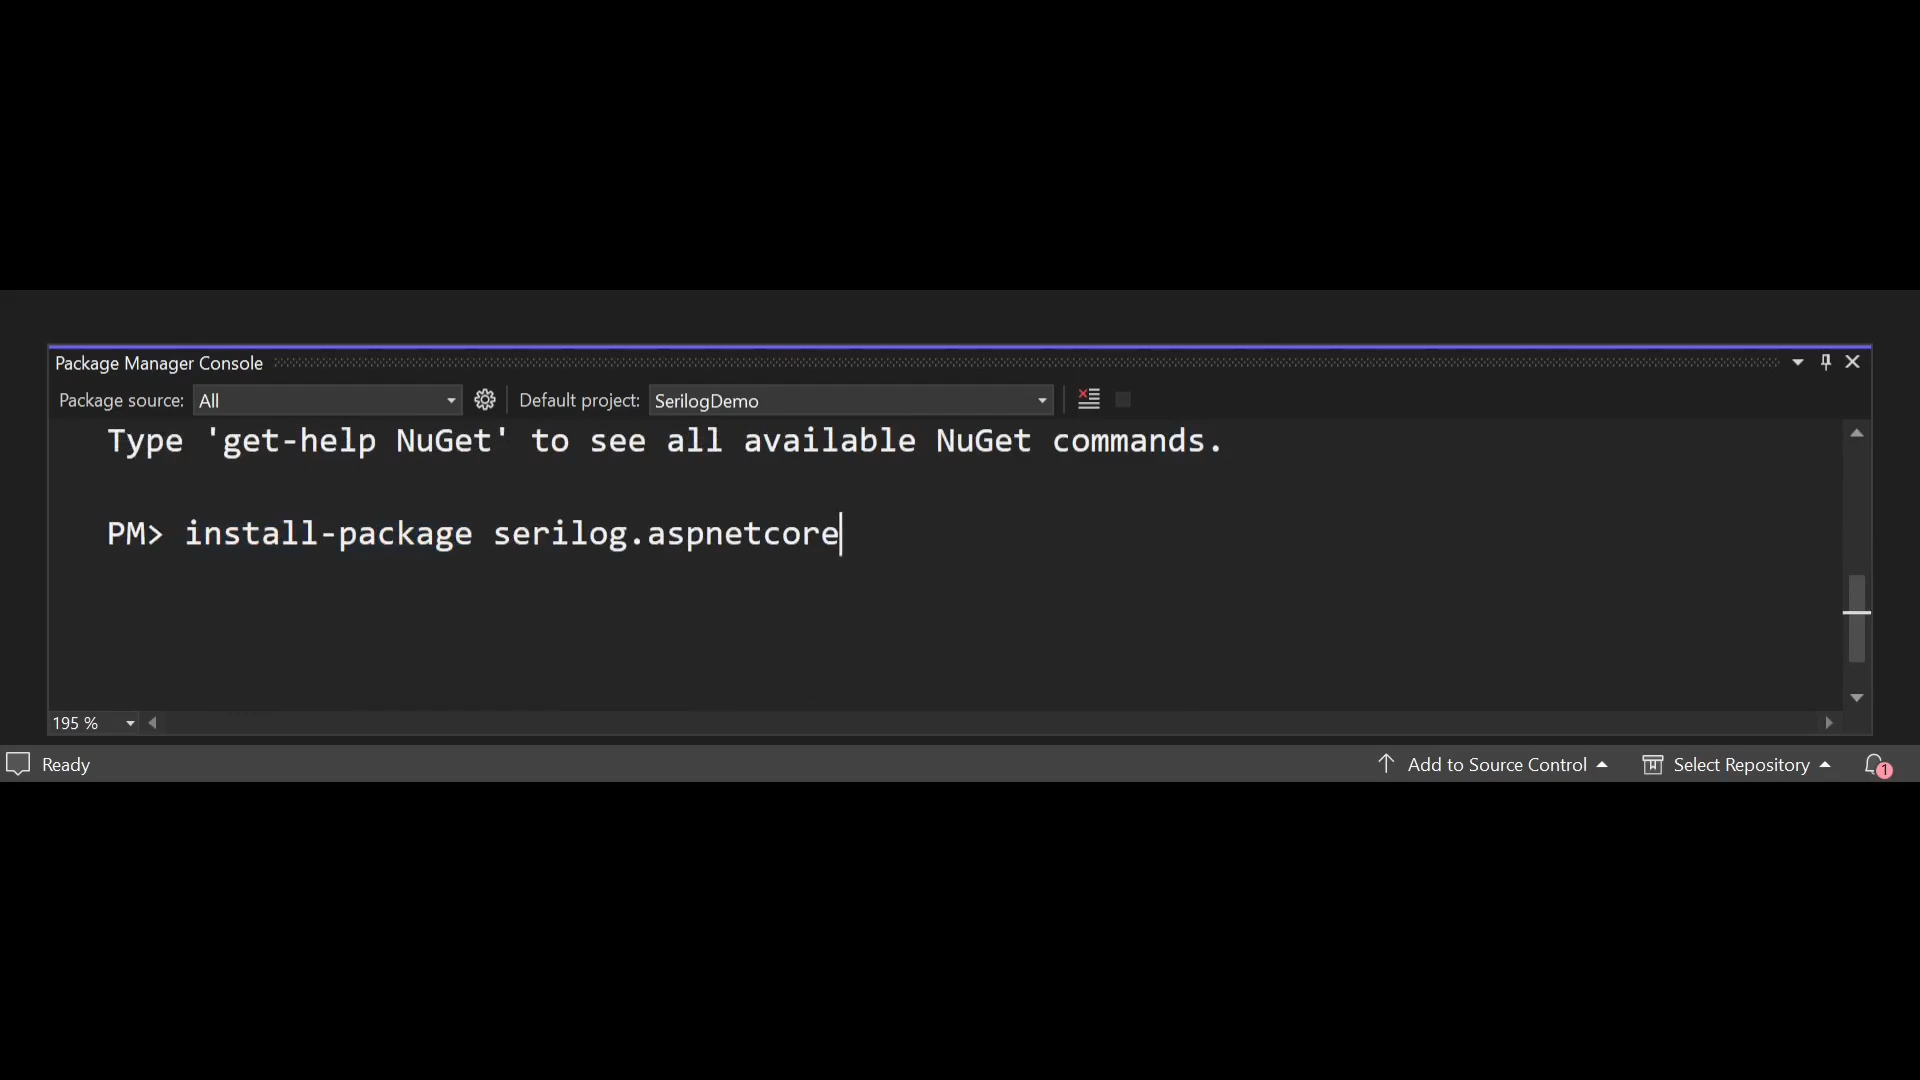 Package Manager Console
Package source: All Default project: SerilogDemo
Type 'get-help NuGet' to see all available NuGet commands.
PM> install-package serilog.aspnetcore
195 %
Ready Add to Source Control Select Repository 1